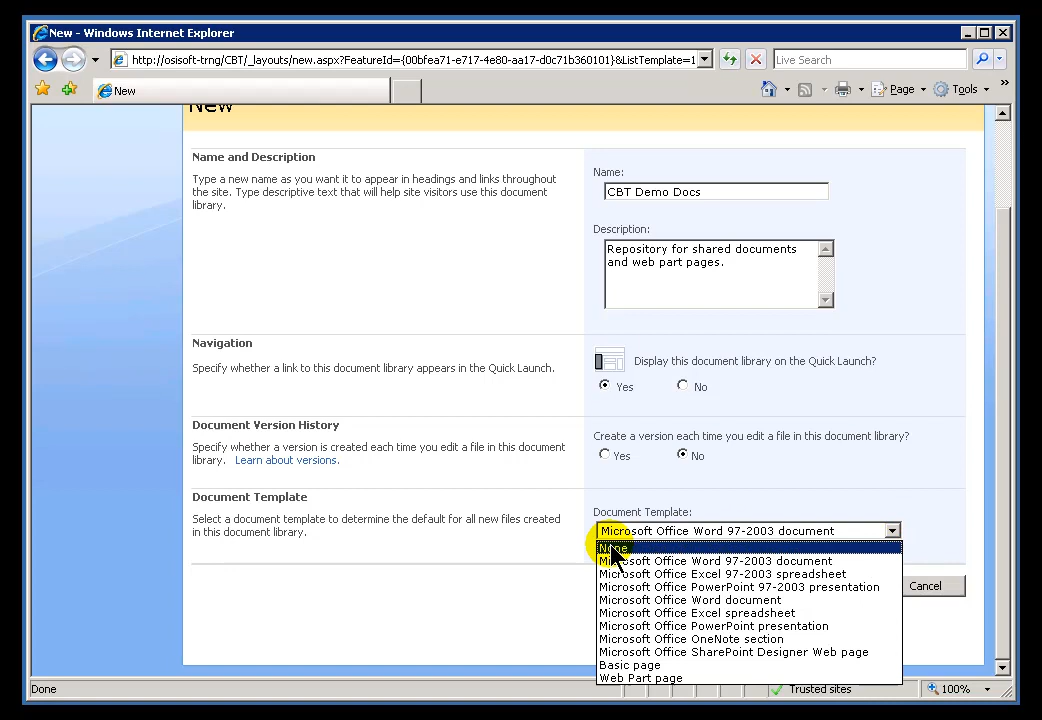 New - Windows Internet Explorer
http://osisoft-trng/CBT/_layouts/new.aspx?FeatureId={00bfea71-e717-4e80-aa17-d0c71b360101}&ListTemplate=1
Live Search
New
Page
Tools
New
Name and Description
Type a new name as you want it to appear in headings and links throughout
the site. Type descriptive text that will help site visitors use this document
library.
Name:
CBT Demo Docs
Description:
Repository for shared documents
and web part pages.
Navigation
Specify whether a link to this document library appears in the Quick Launch.
Display this document library on the Quick Launch?
Yes No
Document Version History
Specify whether a version is created each time you edit a file in this document
library. Learn about versions.
Create a version each time you edit a file in this document library?
Yes No
Document Template
Select a document template to determine the default for all new files created
in this document library.
Document Template:
Microsoft Office Word 97-2003 document
None
Microsoft Office Word 97-2003 document
Microsoft Office Excel 97-2003 spreadsheet
Microsoft Office PowerPoint 97-2003 presentation
Microsoft Office Word document
Microsoft Office Excel spreadsheet
Microsoft Office PowerPoint presentation
Microsoft Office OneNote section
Microsoft Office SharePoint Designer Web page
Basic page
Web Part page
Cancel
Done
Trusted sites
100%